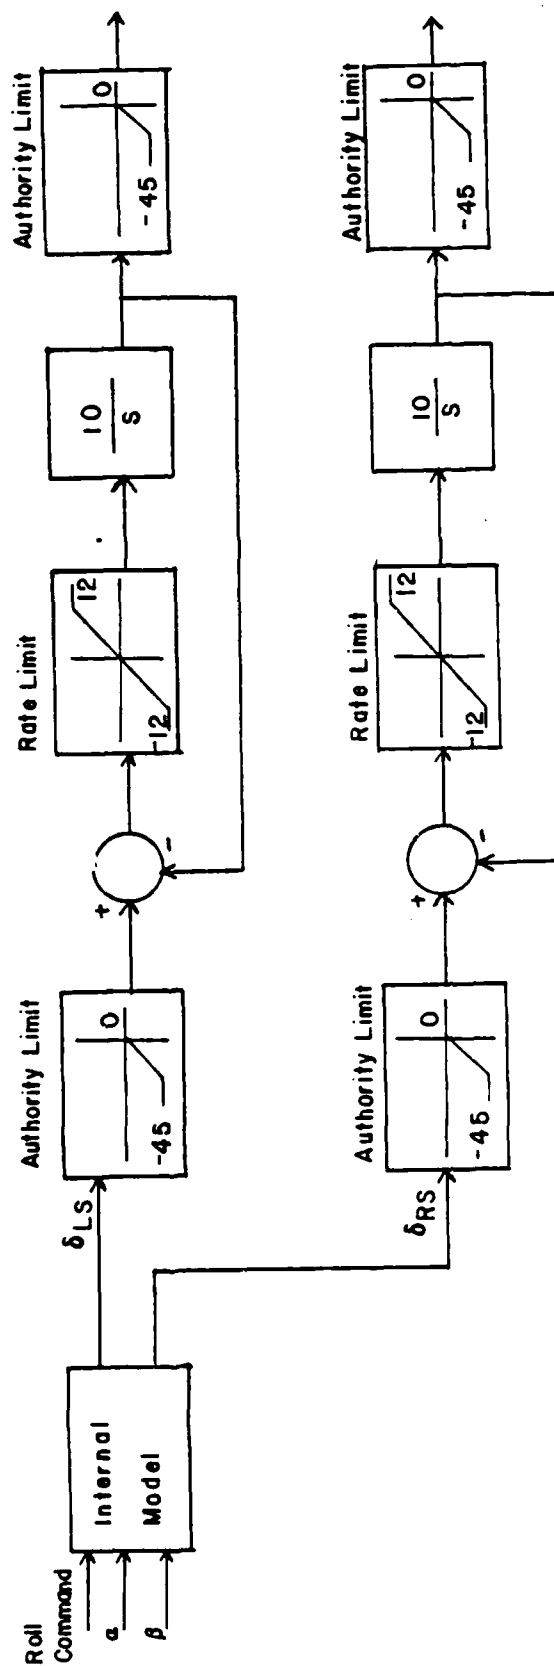 Roll
Command
α
β
Internal
Model
δLS
δRS
Authority Limit
0
-45
+
-
Rate Limit
12
-12
10
S
Authority Limit
0
-45
Authority Limit
0
-45
+
-
Rate Limit
12
-12
10
S
Authority Limit
0
-45